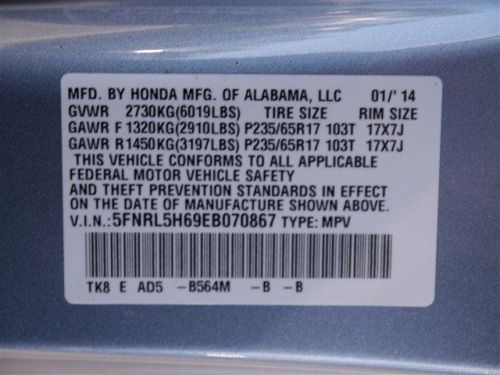 MFD. BY HONDA MFG. OF ALABAMA, LLC 01/'14
GVWR 2730KG(6019LBS) TIRE SIZE RIM SIZE
GAWR F 1320KG(2910LBS) P235/65R17 103T 17X7J
GAWR R1450KG(3197LBS) P235/65R17 103T 17X7J
THIS VEHICLE CONFORMS TO ALL APPLICABLE
FEDERAL MOTOR VEHICLE SAFETY
AND THEFT PREVENTION STANDARDS IN EFFECT
ON THE DATE OF MANUFACTURE SHOWN ABOVE.
V.I.N.: 5FNRL5H69EB070867 TYPE: MPV
TK8 E AD5 -B564M -B -B